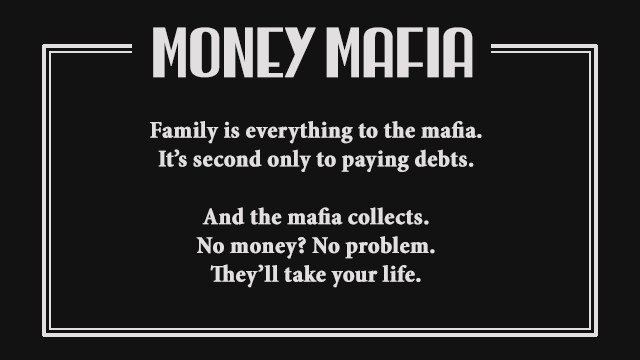 MONEY MAFIA
Family is everything to the mafia.
It's second only to paying debts.
And the mafia collects.
No money? No problem.
They'll take your life.